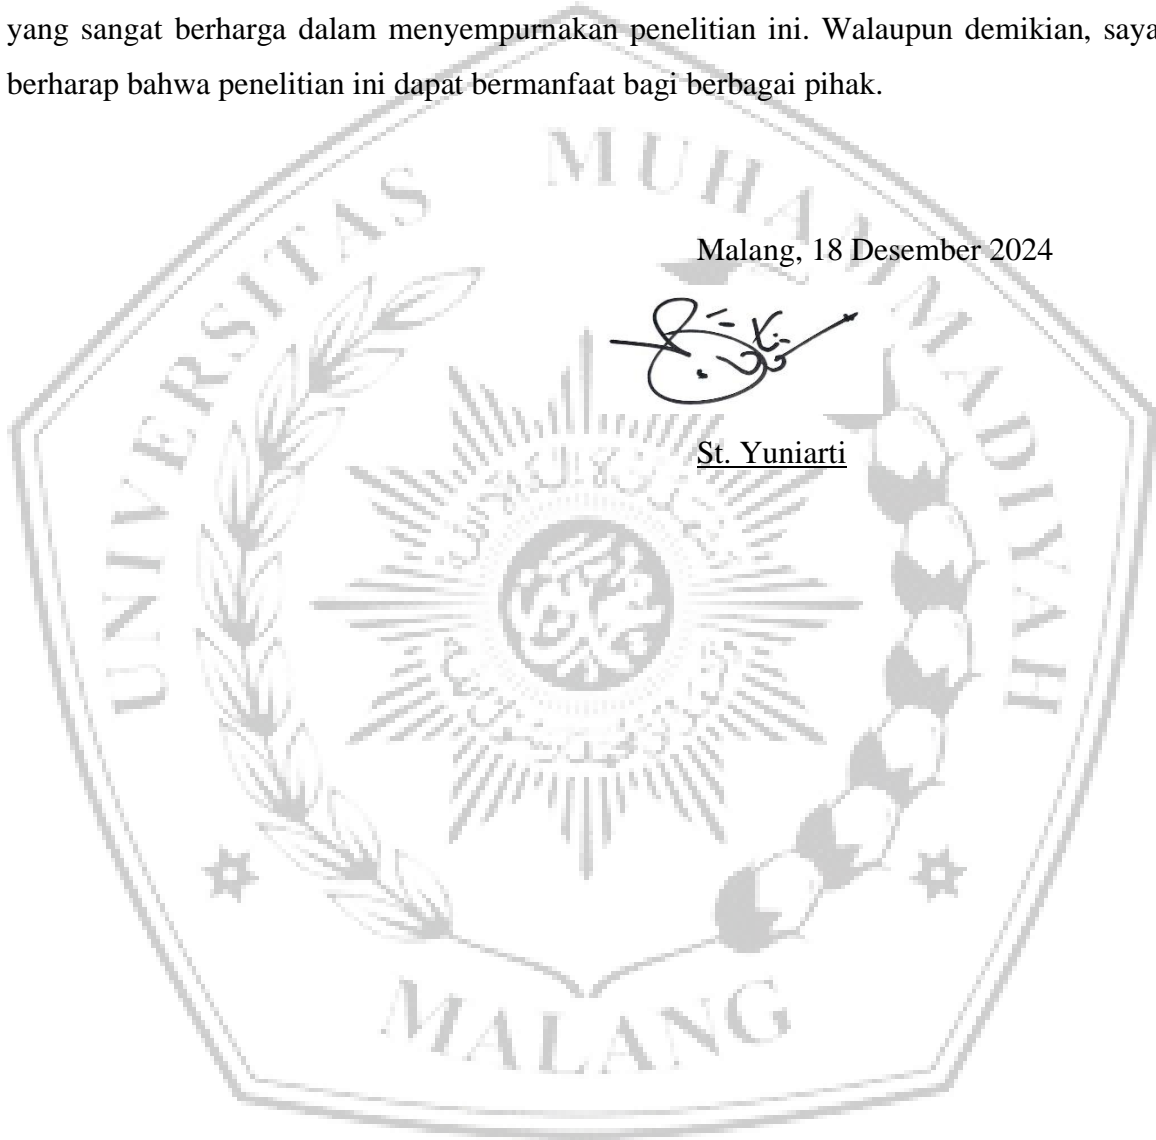 yang sangat berharga dalam menyempurnakan penelitian ini. Walaupun demikian, saya
berharap bahwa penelitian ini dapat bermanfaat bagi berbagai pihak.
UNIVERSITAS MUHAMMADIYAH
Malang, 18 Desember 2024
St. Yuniarti
MALANG